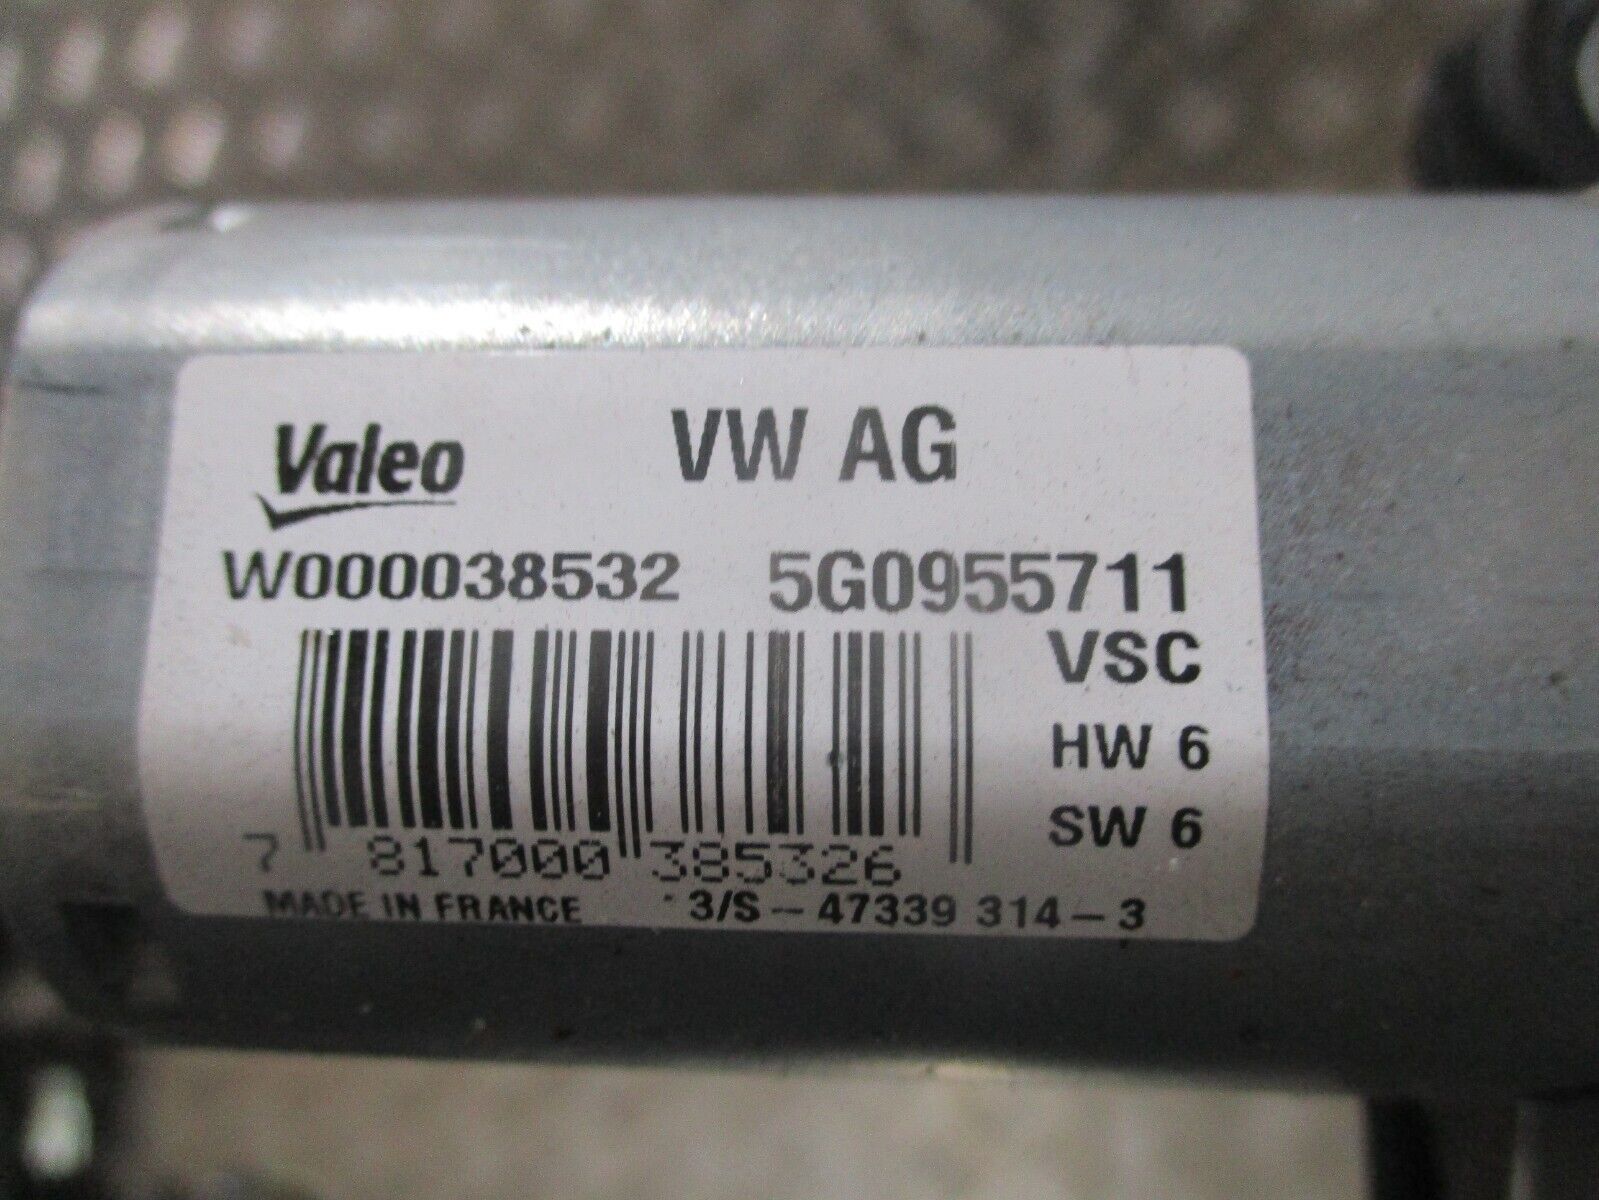 Valeo VW AG
W000038532 5G0955711
VSC
HW 6
SW 6
7 817000 385326
MADE IN FRANCE 3/S-47339 314-3